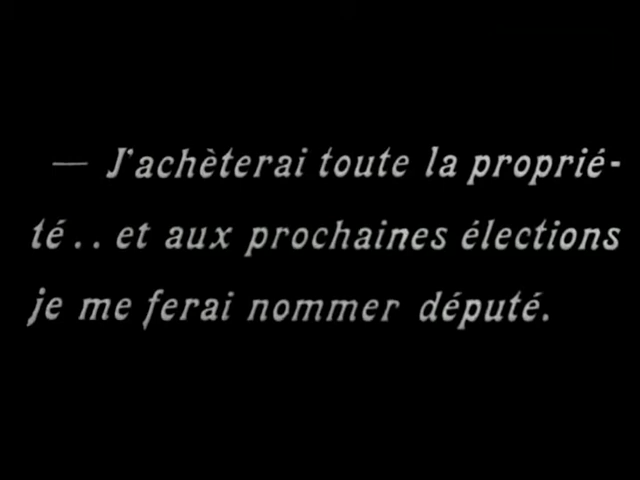 — J'achèterai toute la proprié-
té.. et aux prochaines élections
je me ferai nommer député.